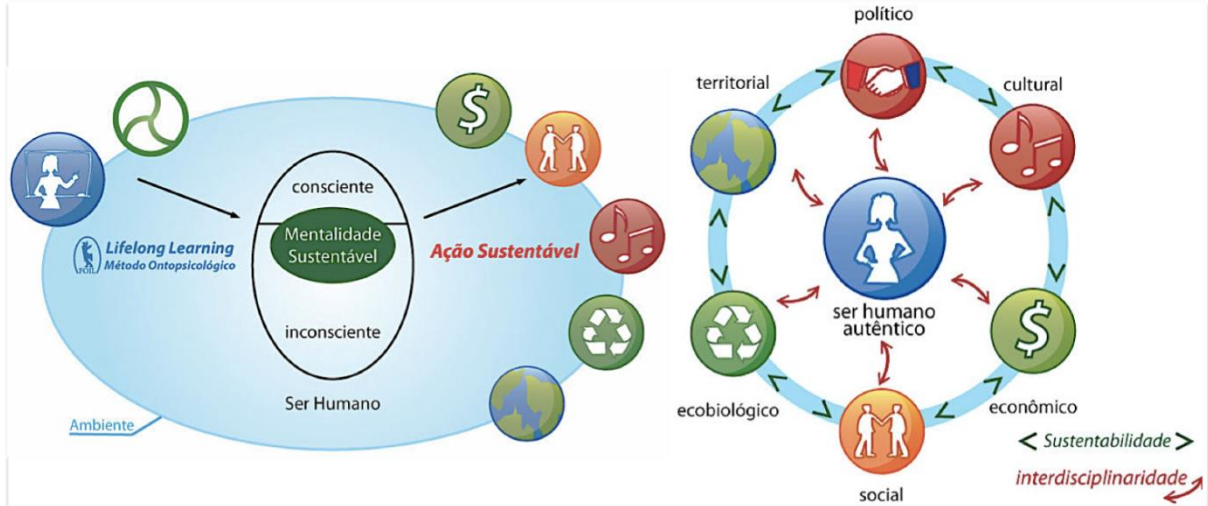 consciente
Mentalidade
Sustentável
inconsciente
Ser Humano
Lifelong Learning
Método Ontopsicológico
FOIL
Ação Sustentável
$
Ambiente
político
territorial
cultural
ser humano
autêntico
ecobiológico
econômico
$
social
< Sustentabilidade >
interdisciplinaridade